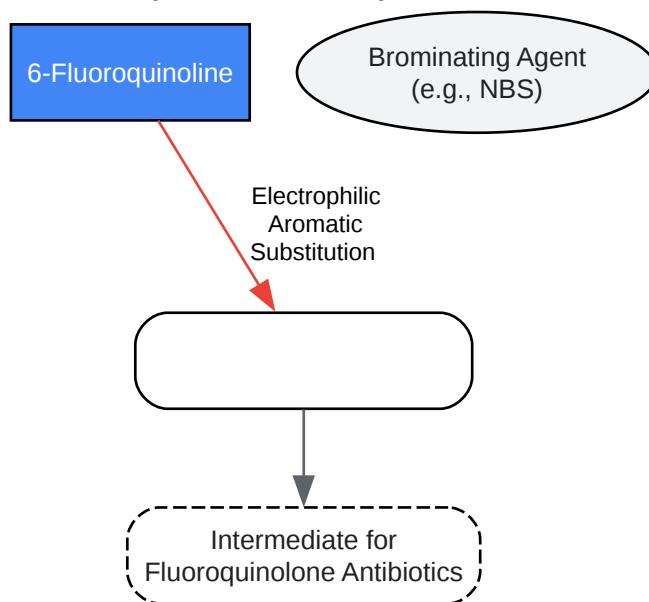 6-Fluoroquinoline
Brominating Agent
(e.g., NBS)
Electrophilic
Aromatic
Substitution
Intermediate for
Fluoroquinolone Antibiotics